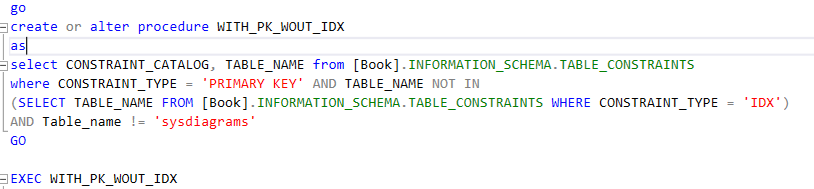 go
create or alter procedure WITH_PK_WOUT_IDX
as
select CONSTRAINT_CATALOG, TABLE_NAME from [Book].INFORMATION_SCHEMA.TABLE_CONSTRAINTS
where CONSTRAINT_TYPE = 'PRIMARY KEY' AND TABLE_NAME NOT IN
(SELECT TABLE_NAME FROM [Book].INFORMATION_SCHEMA.TABLE_CONSTRAINTS WHERE CONSTRAINT_TYPE = 'IDX')
AND Table_name != 'sysdiagrams'
GO
EXEC WITH_PK_WOUT_IDX